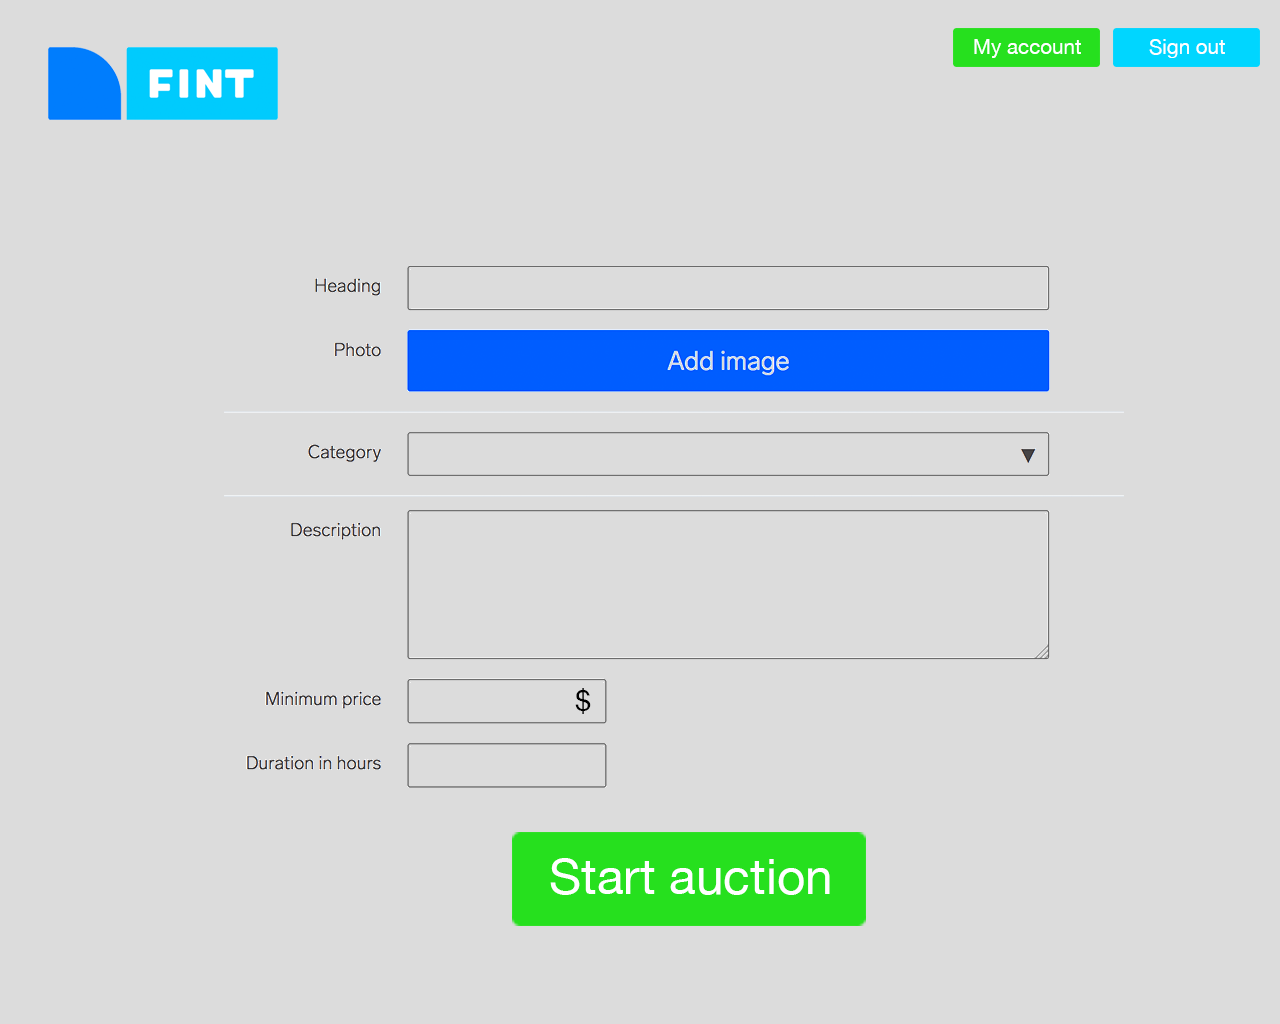 My account
Sign out
FINT
Heading
Photo
Add image
Category
Description
Minimum price
$
Duration in hours
Start auction